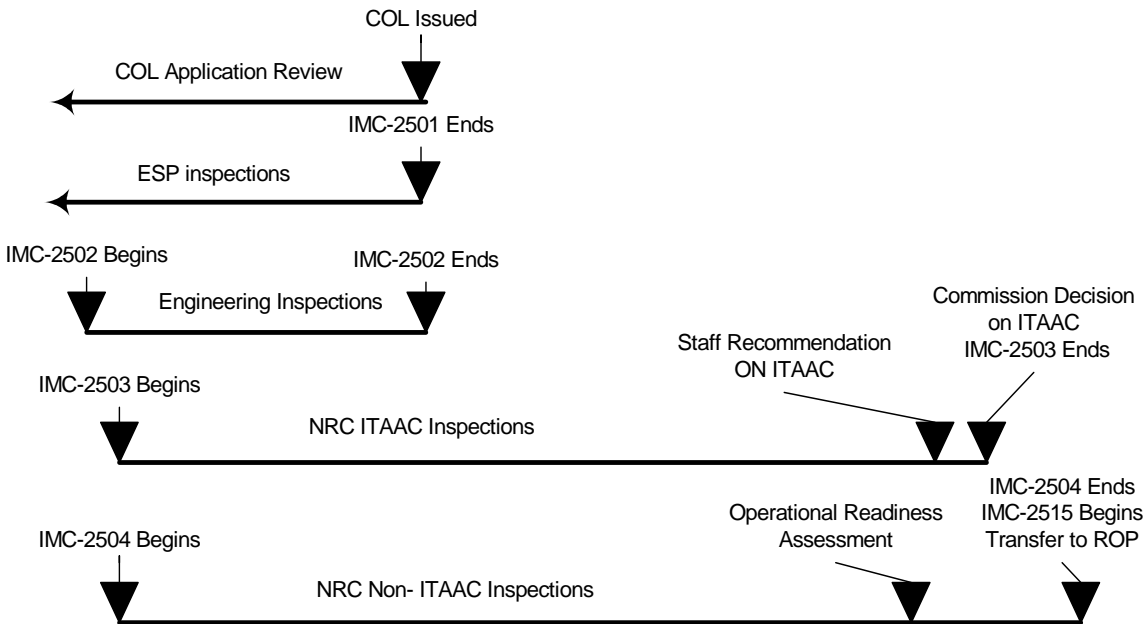 COL Issued
COL Application Review
IMC-2501 Ends
ESP inspections
IMC-2502 Begins
IMC-2502 Ends
Engineering Inspections
Commission Decision
on ITAAC
IMC-2503 Ends
Staff Recommendation
ON ITAAC
IMC-2503 Begins
NRC ITAAC Inspections
IMC-2504 Ends
IMC-2515 Begins
Transfer to ROP
Operational Readiness
Assessment
IMC-2504 Begins
NRC Non- ITAAC Inspections